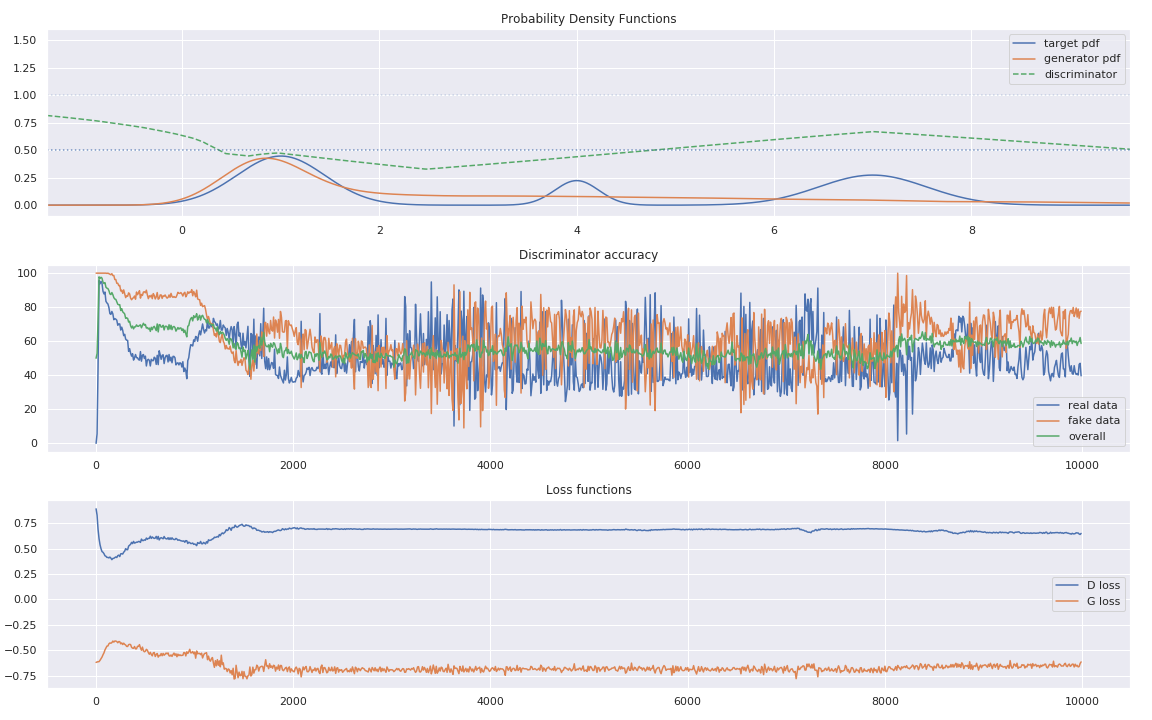 Probability Density Functions
1.50
1.25
1.00
0.75
0.50
0.25
0.00
target pdf
generator pdf
discriminator
0 2 4 6 8
Discriminator accuracy
100
80
60
40
20
0
real data
fake data
overall
0 2000 4000 6000 8000 10000
Loss functions
0.75
0.50
0.25
0.00
−0.25
−0.50
−0.75
D loss
G loss
0 2000 4000 6000 8000 10000